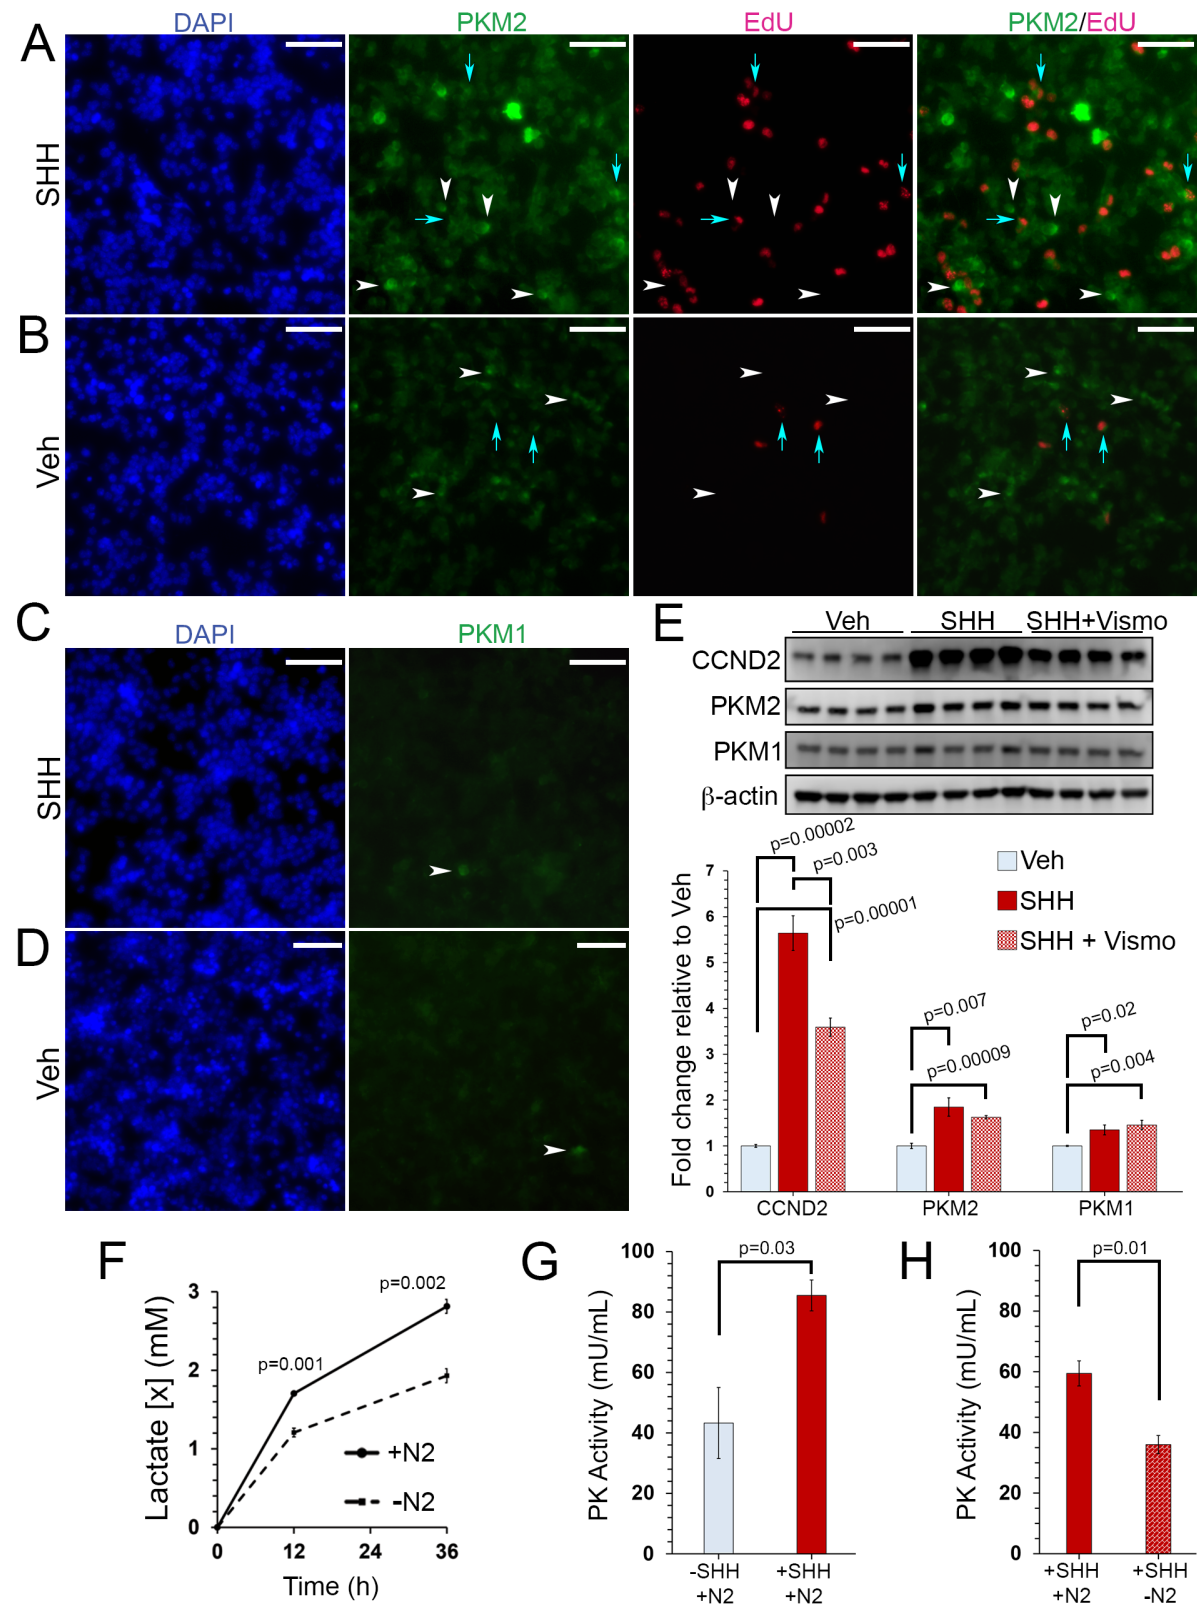 A
DAPI
PKM2
EdU
PKM2/EdU
SHH
B
Veh
C
DAPI
PKM1
SHH
D
Veh
E
Veh
SHH
SHH+Vismo
CCND2
PKM2
PKM1
β-actin
Fold change relative to Veh
7
6
5
4
3
2
1
0
p=0.00002
p=0.003
p=0.00001
p=0.007
p=0.00009
p=0.02
p=0.004
Veh
SHH
SHH + Vismo
CCND2
PKM2
PKM1
F
Lactate [x] (mM)
3
2
1
0
p=0.001
p=0.002
+N2
-N2
0
12
24
36
Time (h)
G
PK Activity (mU/mL)
100
80
60
40
20
0
p=0.03
-SHH
+N2
+SHH
+N2
H
PK Activity (mU/mL)
100
80
60
40
20
0
p=0.01
+SHH
+N2
+SHH
-N2